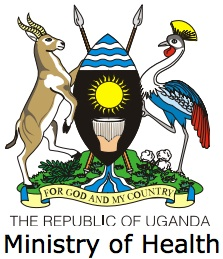 FOR GOD AND MY COUNTRY
THE REPUBLIC OF UGANDA
Ministry of Health